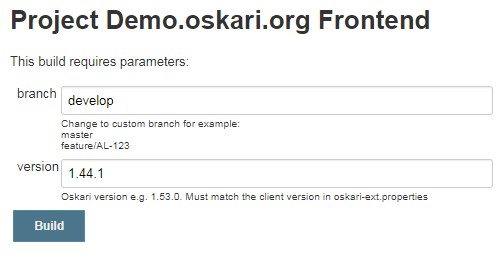 Project Demo.oskari.org Frontend
This build requires parameters:
branch
develop
Change to custom branch for example:
master
feature/AL-123
version
1.44.1
Oskari version e.g. 1.53.0. Must match the client version in oskari-ext.properties
Build